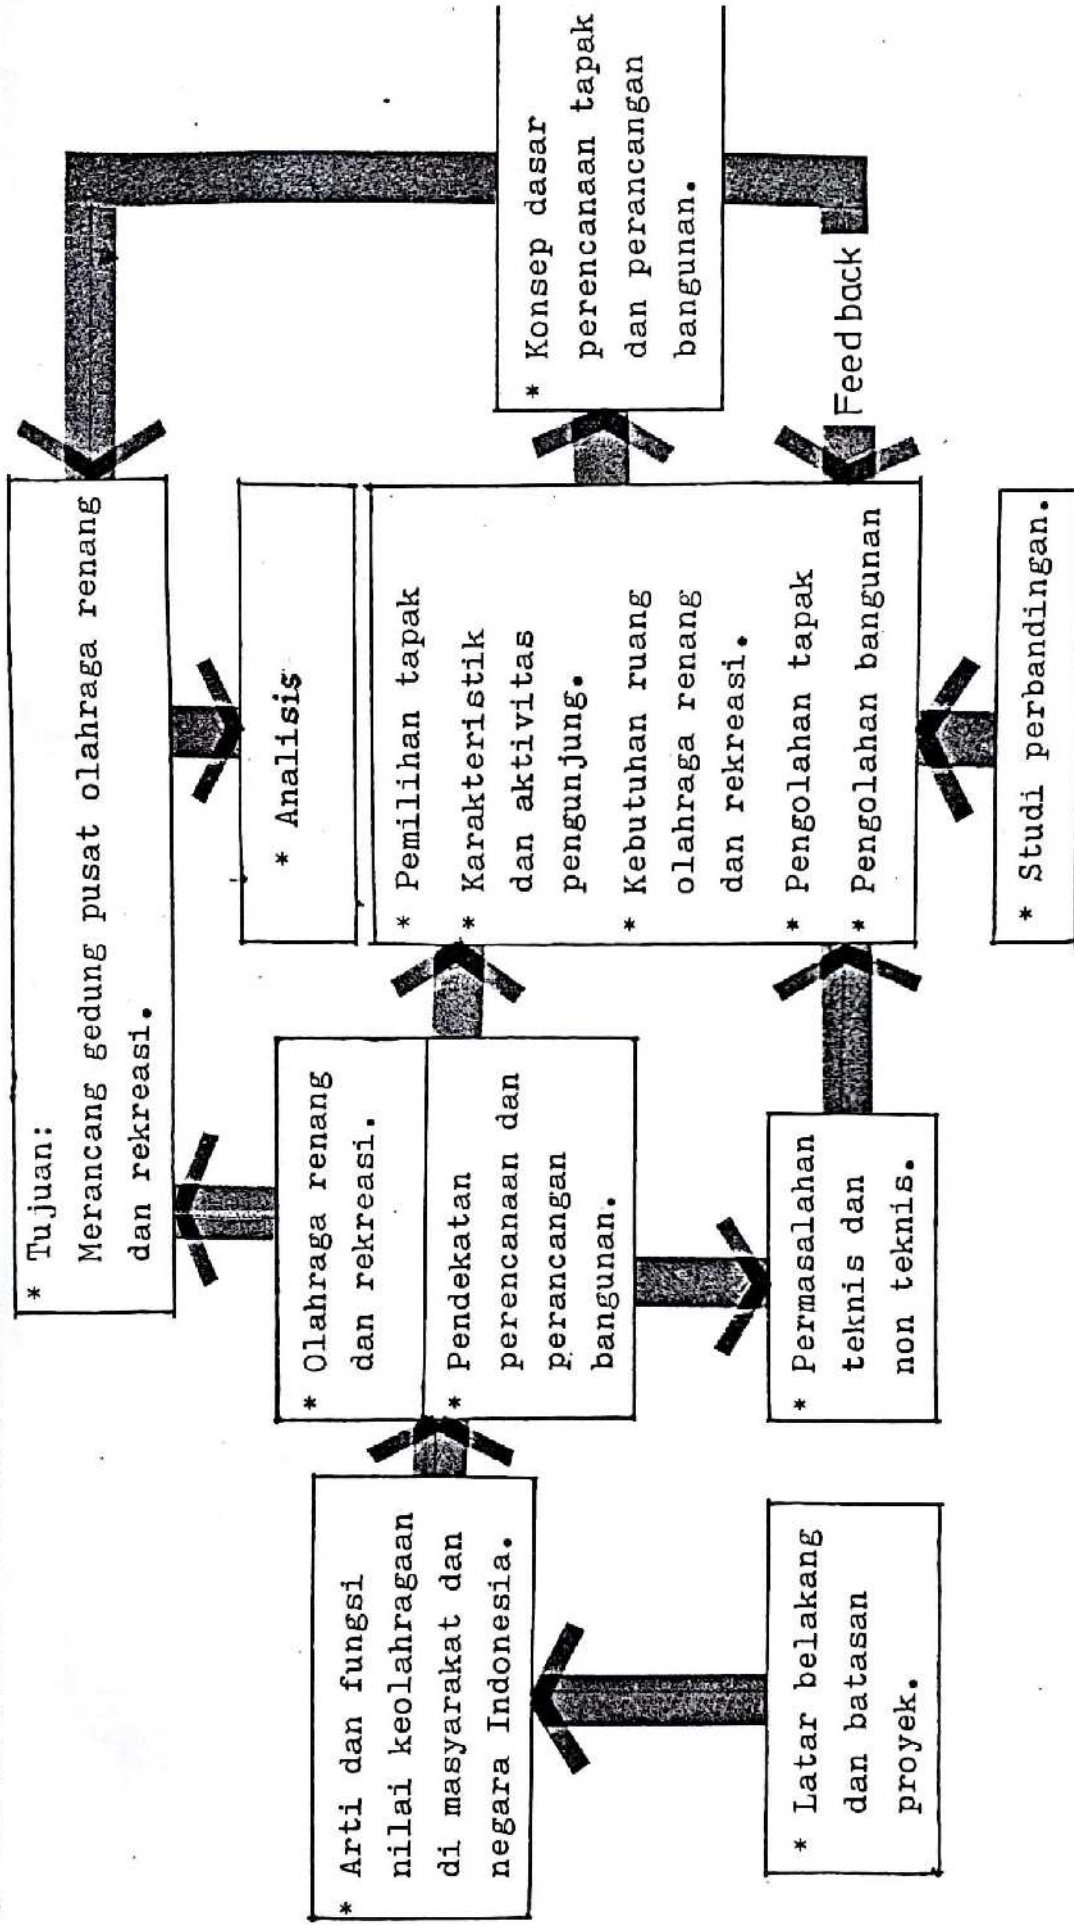 * Tujuan:
Merancang gedung pusat olahraga renang
dan rekreasi.
* Arti dan fungsi
nilai keolahragaan
di masyarakat dan
negara Indonesia.
* Latar belakang
dan batasan
proyek.
* Olahraga renang
dan rekreasi.
* Pendekatan
perencanaan dan
perancangan
bangunan.
* Permasalahan
teknis dan
non teknis.
* Analisis
* Pemilihan tapak
* Karakteristik
dan aktivitas
pengunjung.
* Kebutuhan ruang
olahraga renang
dan rekreasi.
* Pengolahan tapak
* Pengolahan bangunan
* Studi perbandingan.
* Konsep dasar
perencanaan tapak
dan perancangan
bangunan.
Feedback